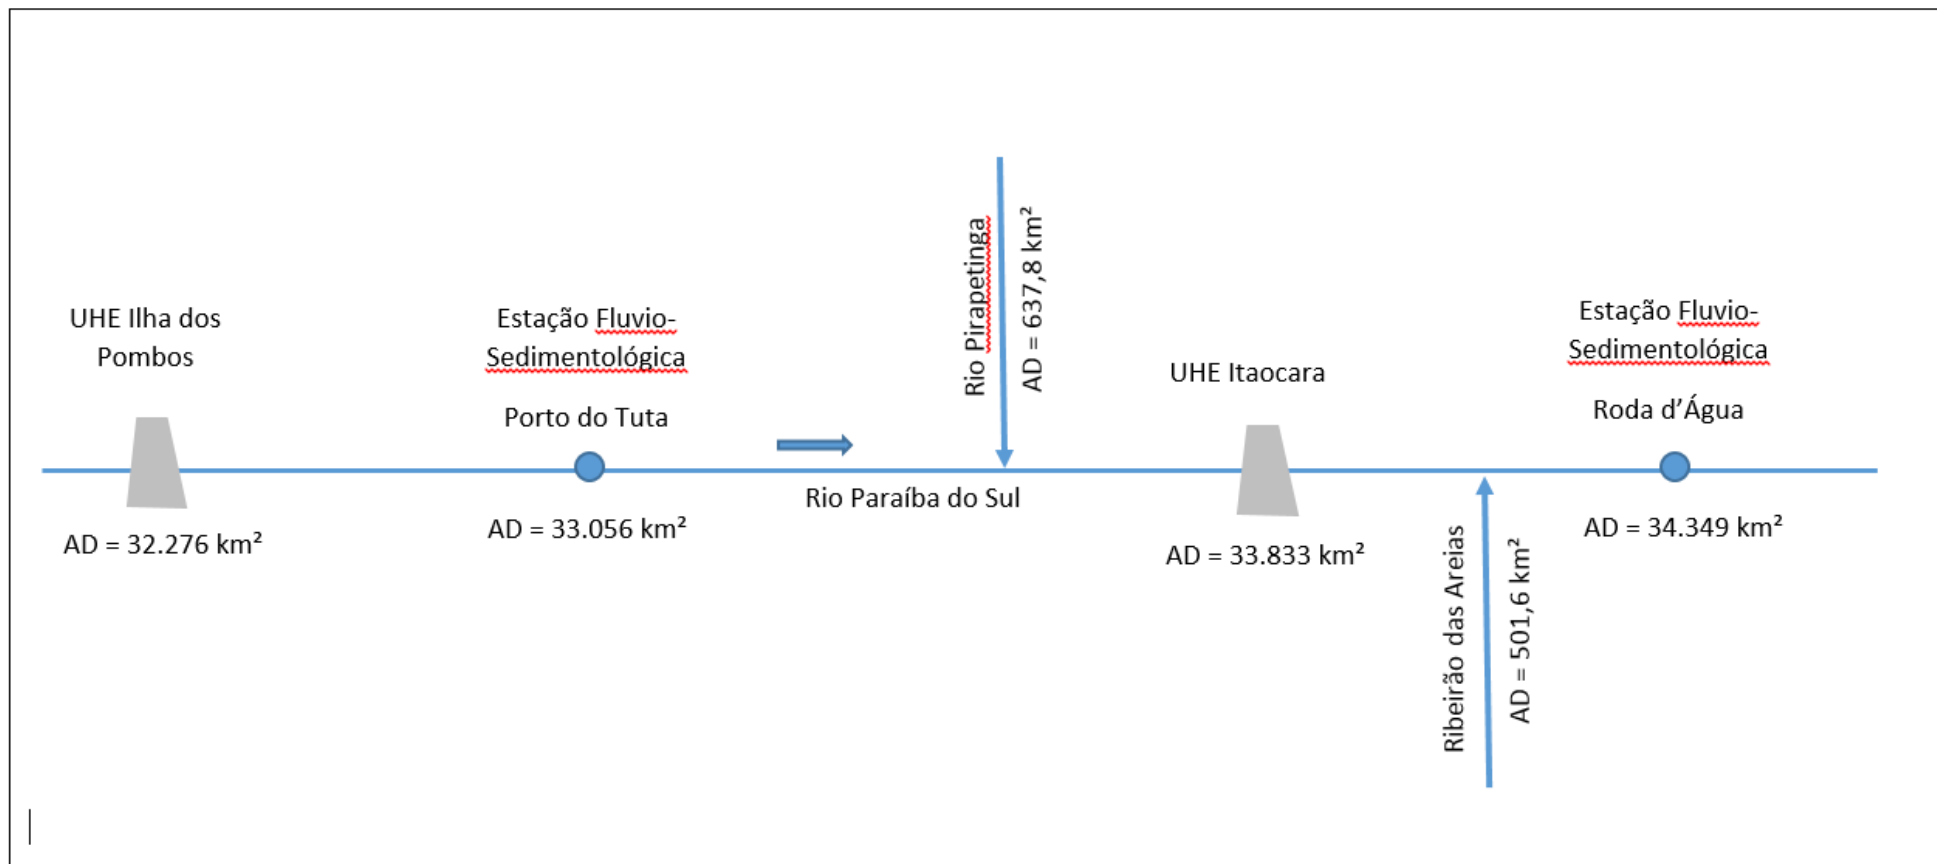 UHE Ilha dos
Pombos
AD = 32.276 km²
Estação Fluvio-
Sedimentológica
Porto do Tuta
AD = 33.056 km²
Rio Paraíba do Sul
Rio Pirapetinga
AD = 637,8 km²
UHE Itaocara
AD = 33.833 km²
Ribeirão das Areias
AD = 501,6 km²
Estação Fluvio-
Sedimentológica
Roda d’Água
AD = 34.349 km²